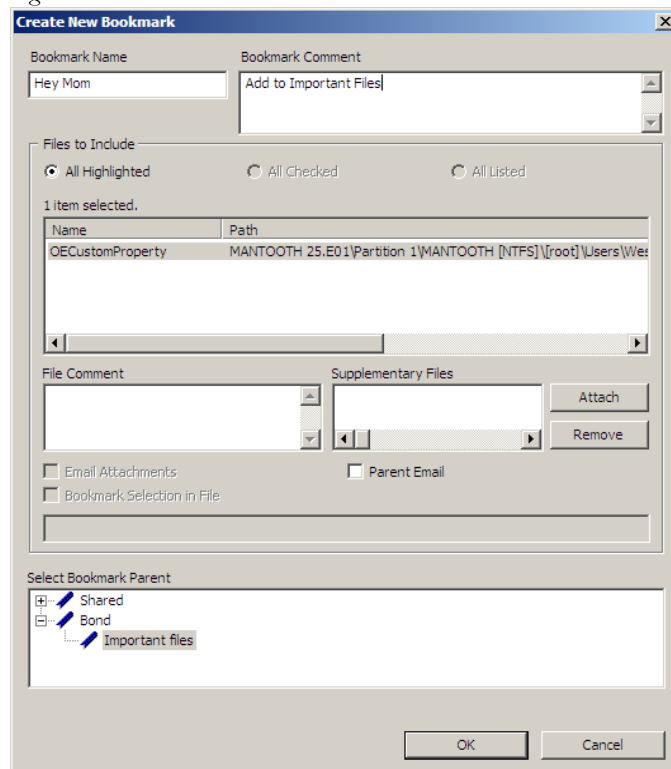 Create New Bookmark
Bookmark Name Bookmark Comment
Hey Mom Add to Important Files
Files to Include
All Highlighted All Checked All Listed
1 item selected.
Name Path
OECustomProperty MANTOOTH 25.E01\Partition 1\MANTOOTH [NTFS]\[root]\Users\Wes
File Comment Supplementary Files
Attach
Remove
Email Attachments Parent Email
Bookmark Selection in File
Select Bookmark Parent
Shared
Bond
Important files
OK Cancel